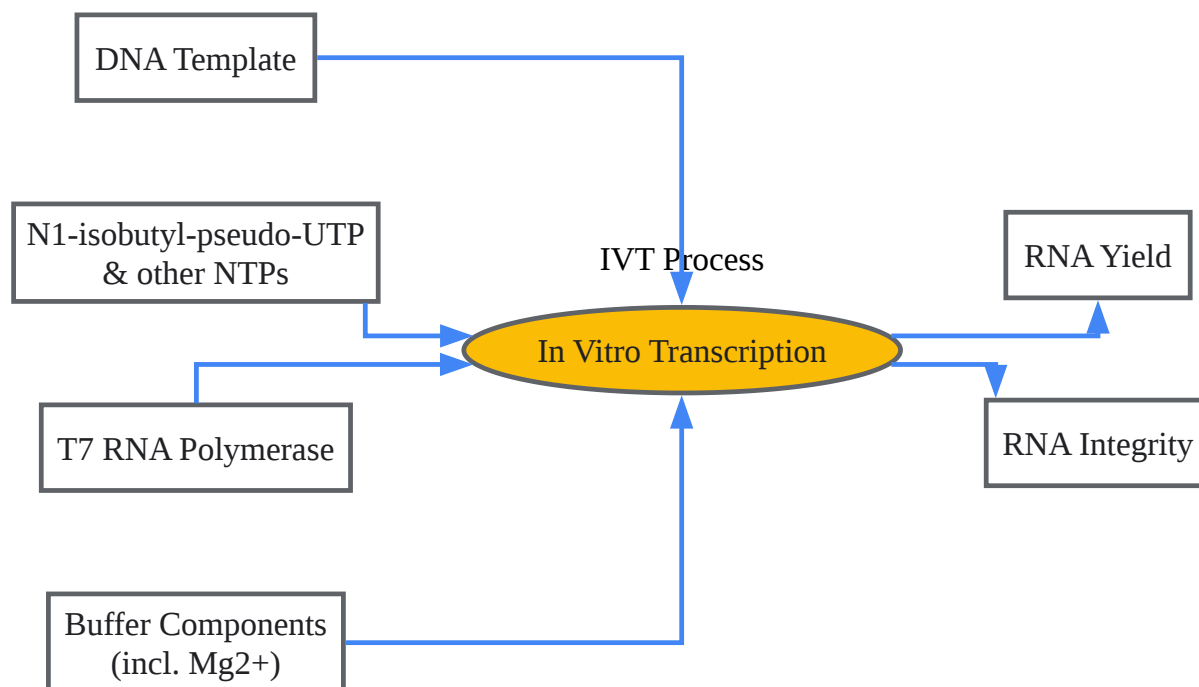 DNA Template
N1-isobutyl-pseudo-UTP
& other NTPs
IVT Process
RNA Yield
In Vitro Transcription
T7 RNA Polymerase
RNA Integrity
Buffer Components
(incl. Mg2+)